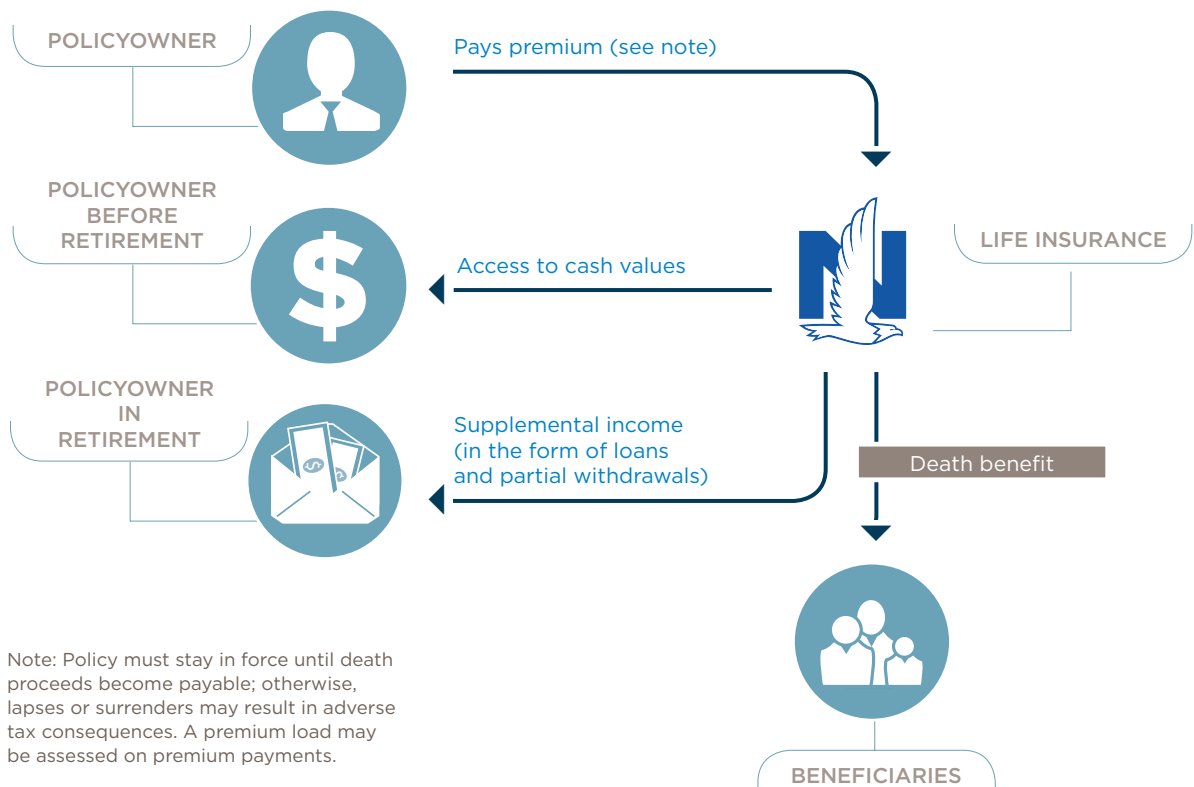 POLICYOWNER
Pays premium (see note)
POLICYOWNER
BEFORE
RETIREMENT
Access to cash values
LIFE INSURANCE
POLICYOWNER
IN
RETIREMENT
Supplemental income
(in the form of loans
and partial withdrawals)
Death benefit
Note: Policy must stay in force until death
proceeds become payable; otherwise,
lapses or surrenders may result in adverse
tax consequences. A premium load may
be assessed on premium payments.
BENEFICIARIES